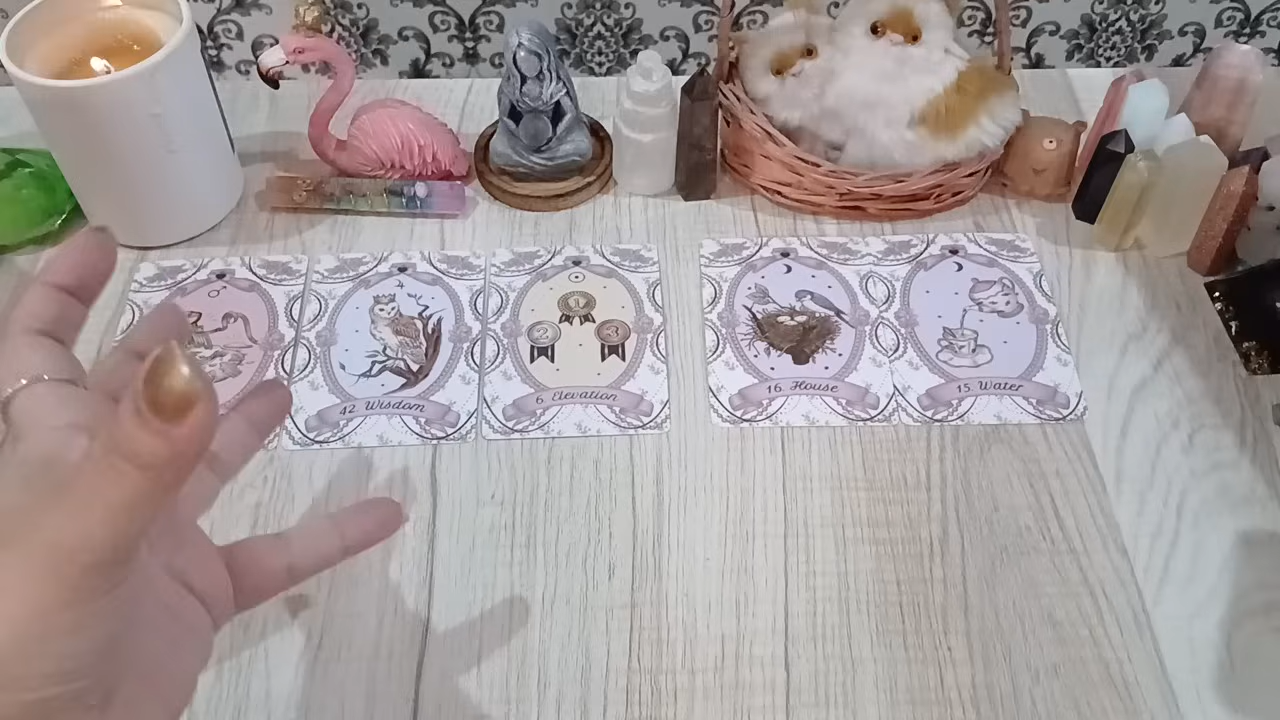 42. Wisdom
1
2
3
6. Elevation
16. House
15. Water